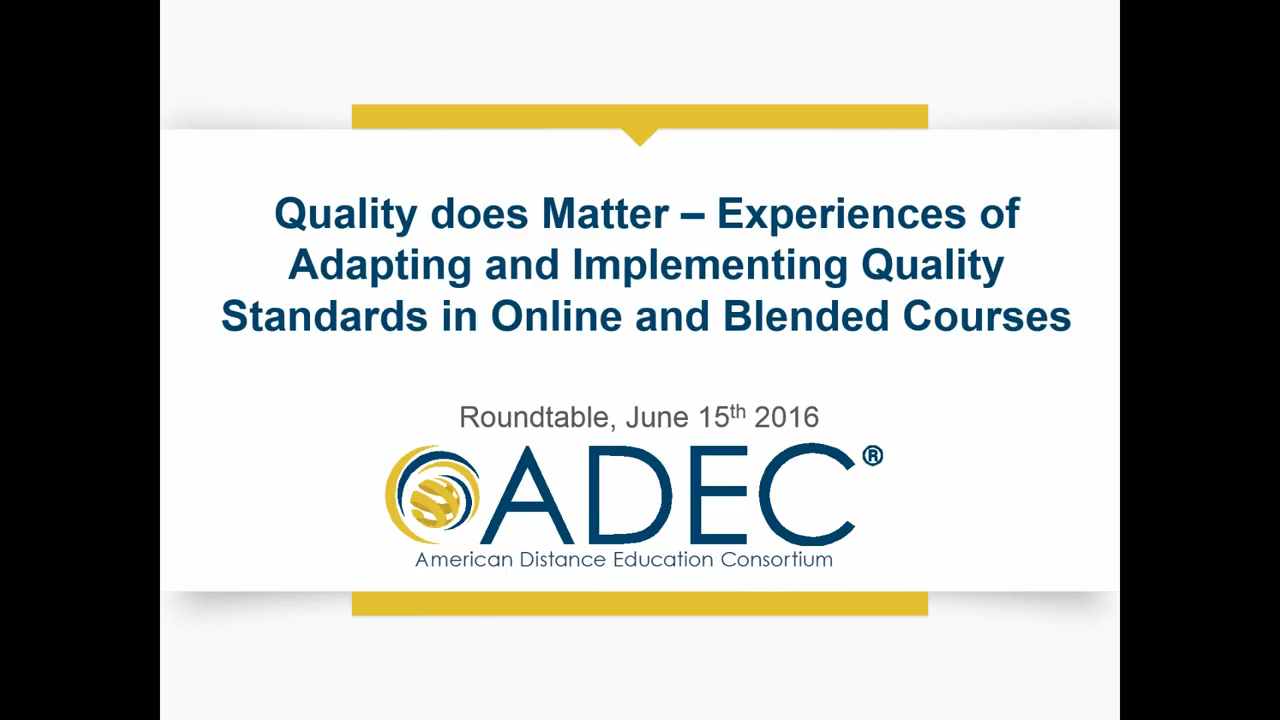 Quality does Matter – Experiences of
Adapting and Implementing Quality
Standards in Online and Blended Courses
Roundtable, June 15th 2016
ADEC®
American Distance Education Consortium